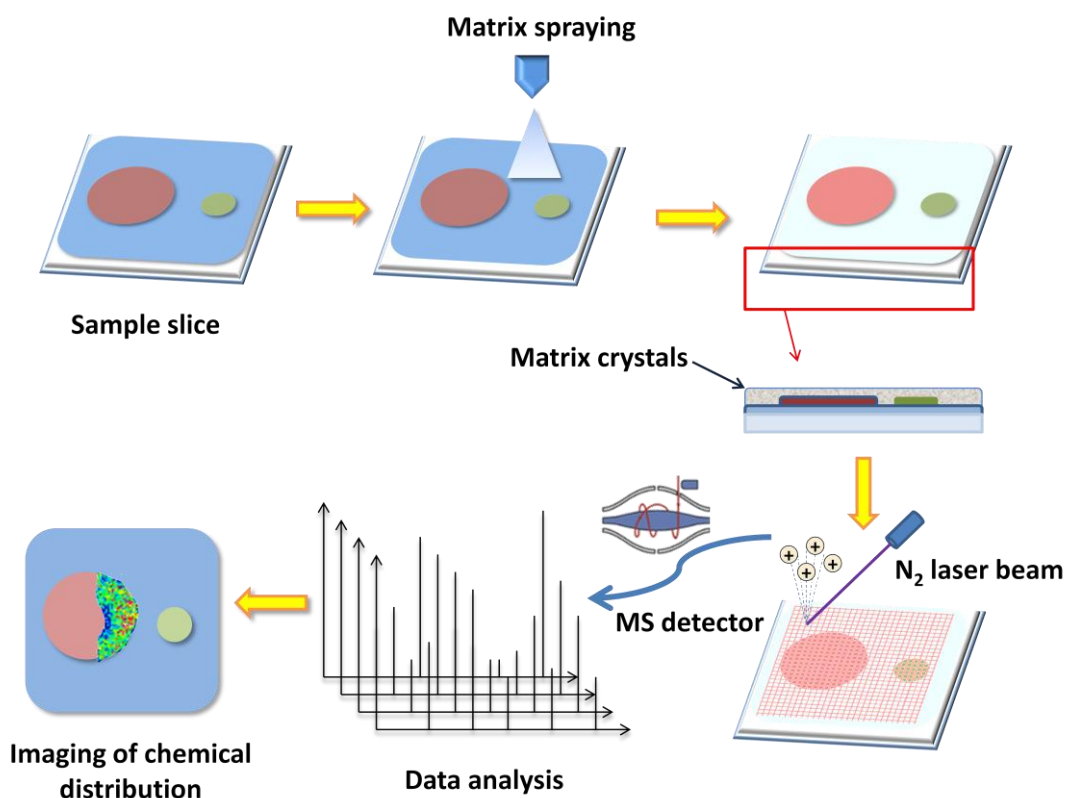 Matrix spraying
Sample slice
Matrix crystals
+
+
+
+
N₂ laser beam
MS detector
Data analysis
Imaging of chemical
distribution